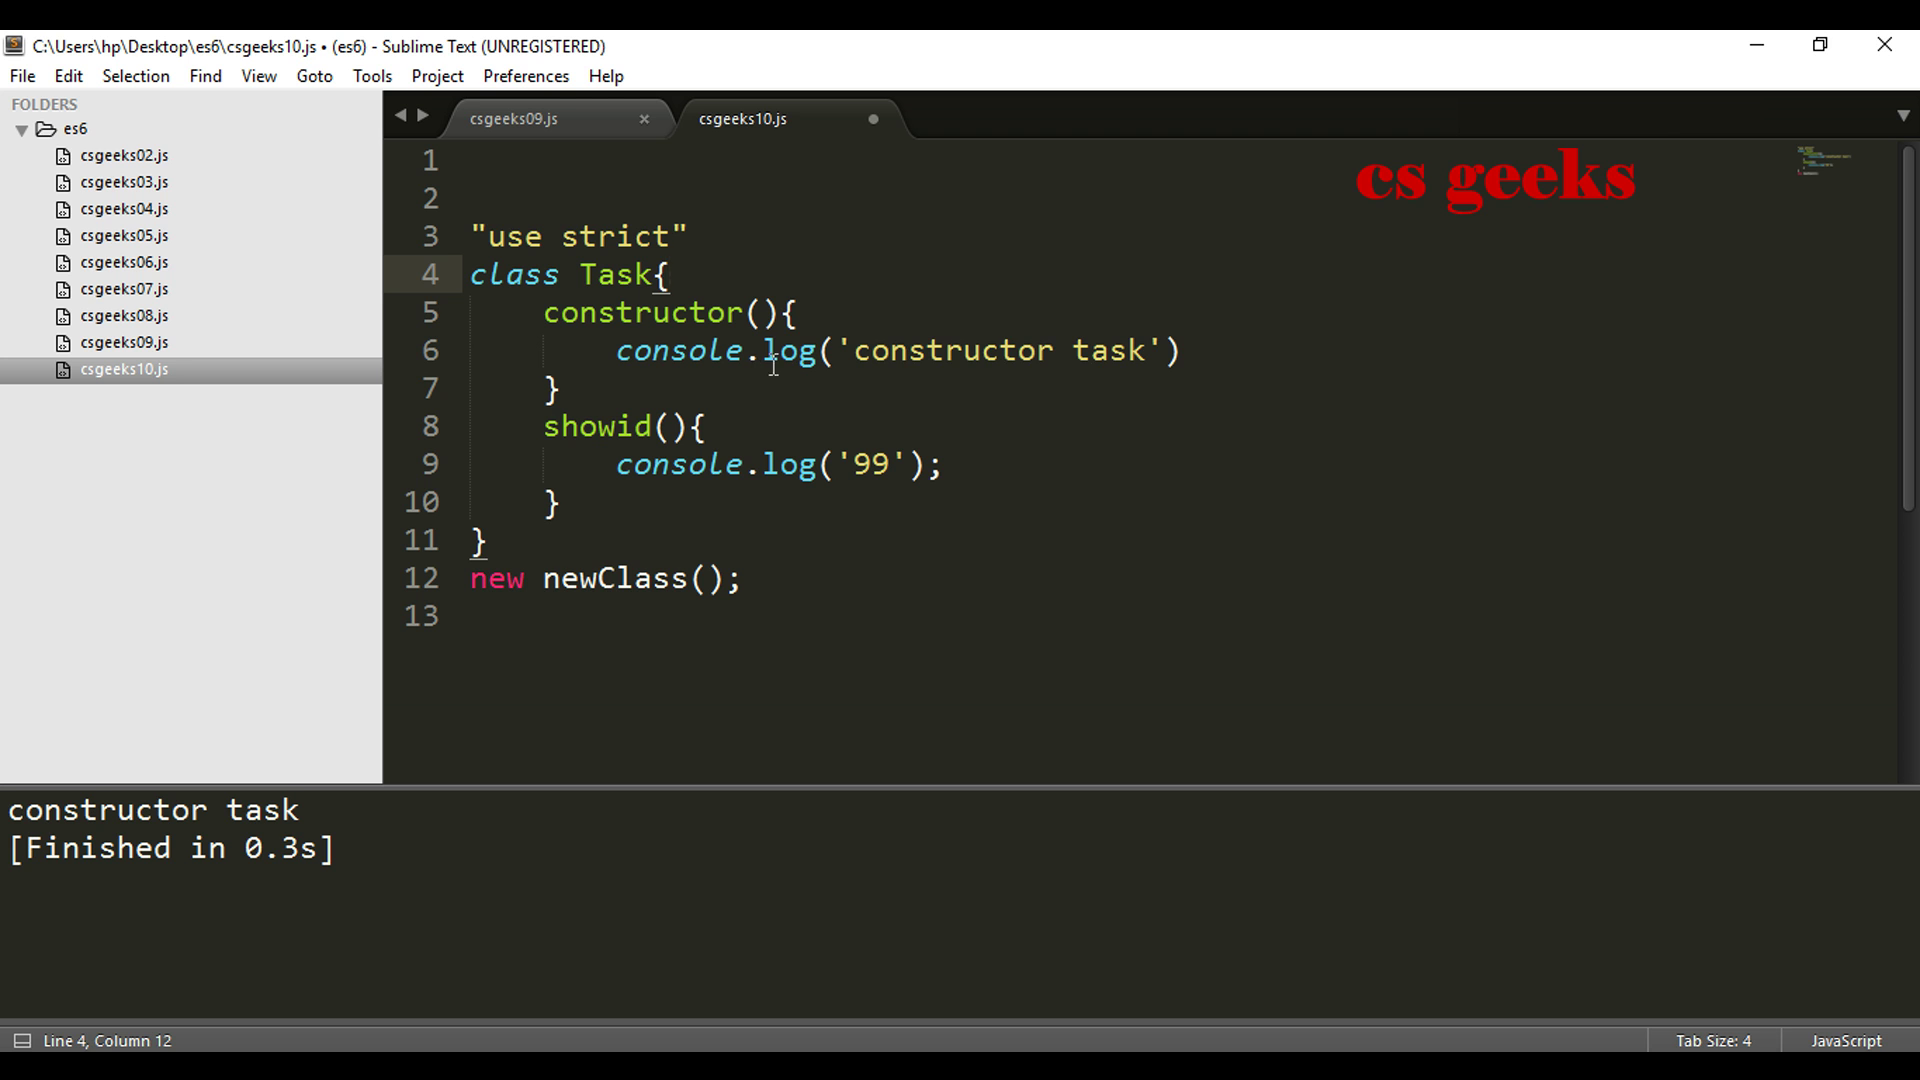 C:\Users\hp\Desktop\es6\csgeeks10.js • (es6) - Sublime Text (UNREGISTERED)
File Edit Selection Find View Goto Tools Project Preferences Help
FOLDERS
es6
csgeeks02.js
csgeeks03.js
csgeeks04.js
csgeeks05.js
csgeeks06.js
csgeeks07.js
csgeeks08.js
csgeeks09.js
csgeeks10.js
csgeeks09.js csgeeks10.js
cs geeks
1
2
3 "use strict"
4 class Task{
5 constructor(){
6 console.log('constructor task')
7 }
8 showid(){
9 console.log('99');
10 }
11 }
12 new newClass();
13
constructor task
[Finished in 0.3s]
Line 4, Column 12 Tab Size: 4 JavaScript